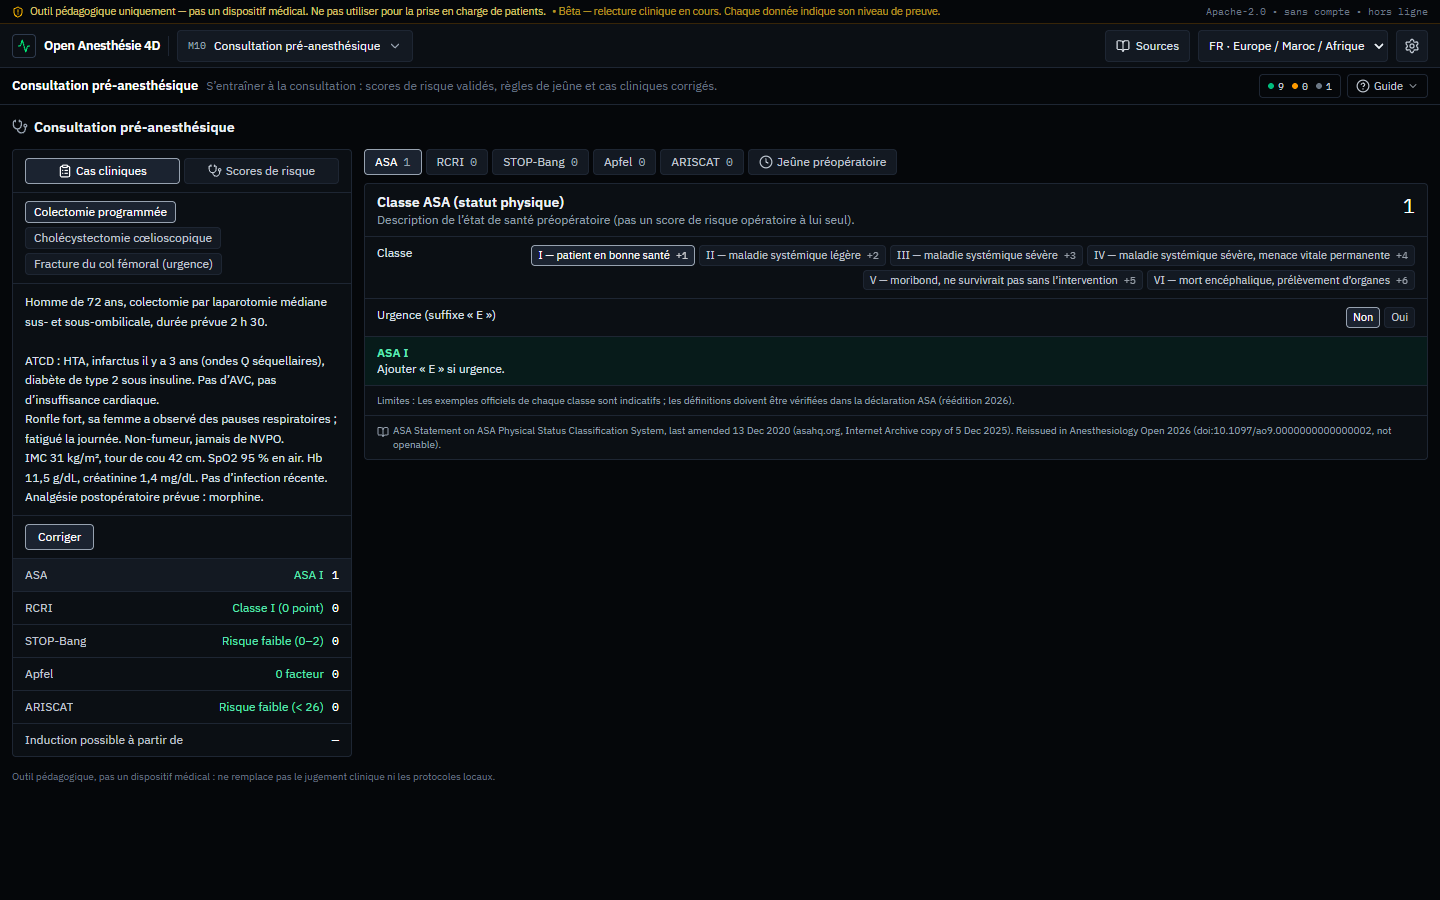 Outil pédagogique uniquement — pas un dispositif médical. Ne pas utiliser pour la prise en charge de patients. • Bêta — relecture clinique en cours. Chaque donnée indique son niveau de preuve.
Apache-2.0 • sans compte • hors ligne
Open Anesthésie 4D
M10 Consultation pré-anesthésique
Sources
FR · Europe / Maroc / Afrique
Consultation pré-anesthésique S’entraîner à la consultation : scores de risque validés, règles de jeûne et cas cliniques corrigés.
9 0 1
Guide
Consultation pré-anesthésique
Cas cliniques
Scores de risque
Colectomie programmée
Cholécystectomie cœlioscopique
Fracture du col fémoral (urgence)
Homme de 72 ans, colectomie par laparotomie médiane
sus- et sous-ombilicale, durée prévue 2 h 30.
ATCD : HTA, infarctus il y a 3 ans (ondes Q séquellaires),
diabète de type 2 sous insuline. Pas d’AVC, pas
d’insuffisance cardiaque.
Ronfle fort, sa femme a observé des pauses respiratoires ;
fatigué la journée. Non-fumeur, jamais de NVPO.
IMC 31 kg/m², tour de cou 42 cm. SpO2 95 % en air. Hb
11,5 g/dL, créatinine 1,4 mg/dL. Pas d’infection récente.
Analgésie postopératoire prévue : morphine.
Corriger
ASA ASA I 1
RCRI Classe I (0 point) 0
STOP-Bang Risque faible (0–2) 0
Apfel 0 facteur 0
ARISCAT Risque faible (< 26) 0
Induction possible à partir de —
ASA 1
RCRI 0
STOP-Bang 0
Apfel 0
ARISCAT 0
Jeûne préopératoire
Classe ASA (statut physique) 1
Description de l’état de santé préopératoire (pas un score de risque opératoire à lui seul).
Classe
I — patient en bonne santé +1
II — maladie systémique légère +2
III — maladie systémique sévère +3
IV — maladie systémique sévère, menace vitale permanente +4
V — moribond, ne survivrait pas sans l’intervention +5
VI — mort encéphalique, prélèvement d’organes +6
Urgence (suffixe « E »)
Non
Oui
ASA I
Ajouter « E » si urgence.
Limites : Les exemples officiels de chaque classe sont indicatifs ; les définitions doivent être vérifiées dans la déclaration ASA (réédition 2026).
ASA Statement on ASA Physical Status Classification System, last amended 13 Dec 2020 (asahq.org, Internet Archive copy of 5 Dec 2025). Reissued in Anesthesiology Open 2026 (doi:10.1097/ao9.0000000000000002, not
openable).
Outil pédagogique, pas un dispositif médical : ne remplace pas le jugement clinique ni les protocoles locaux.